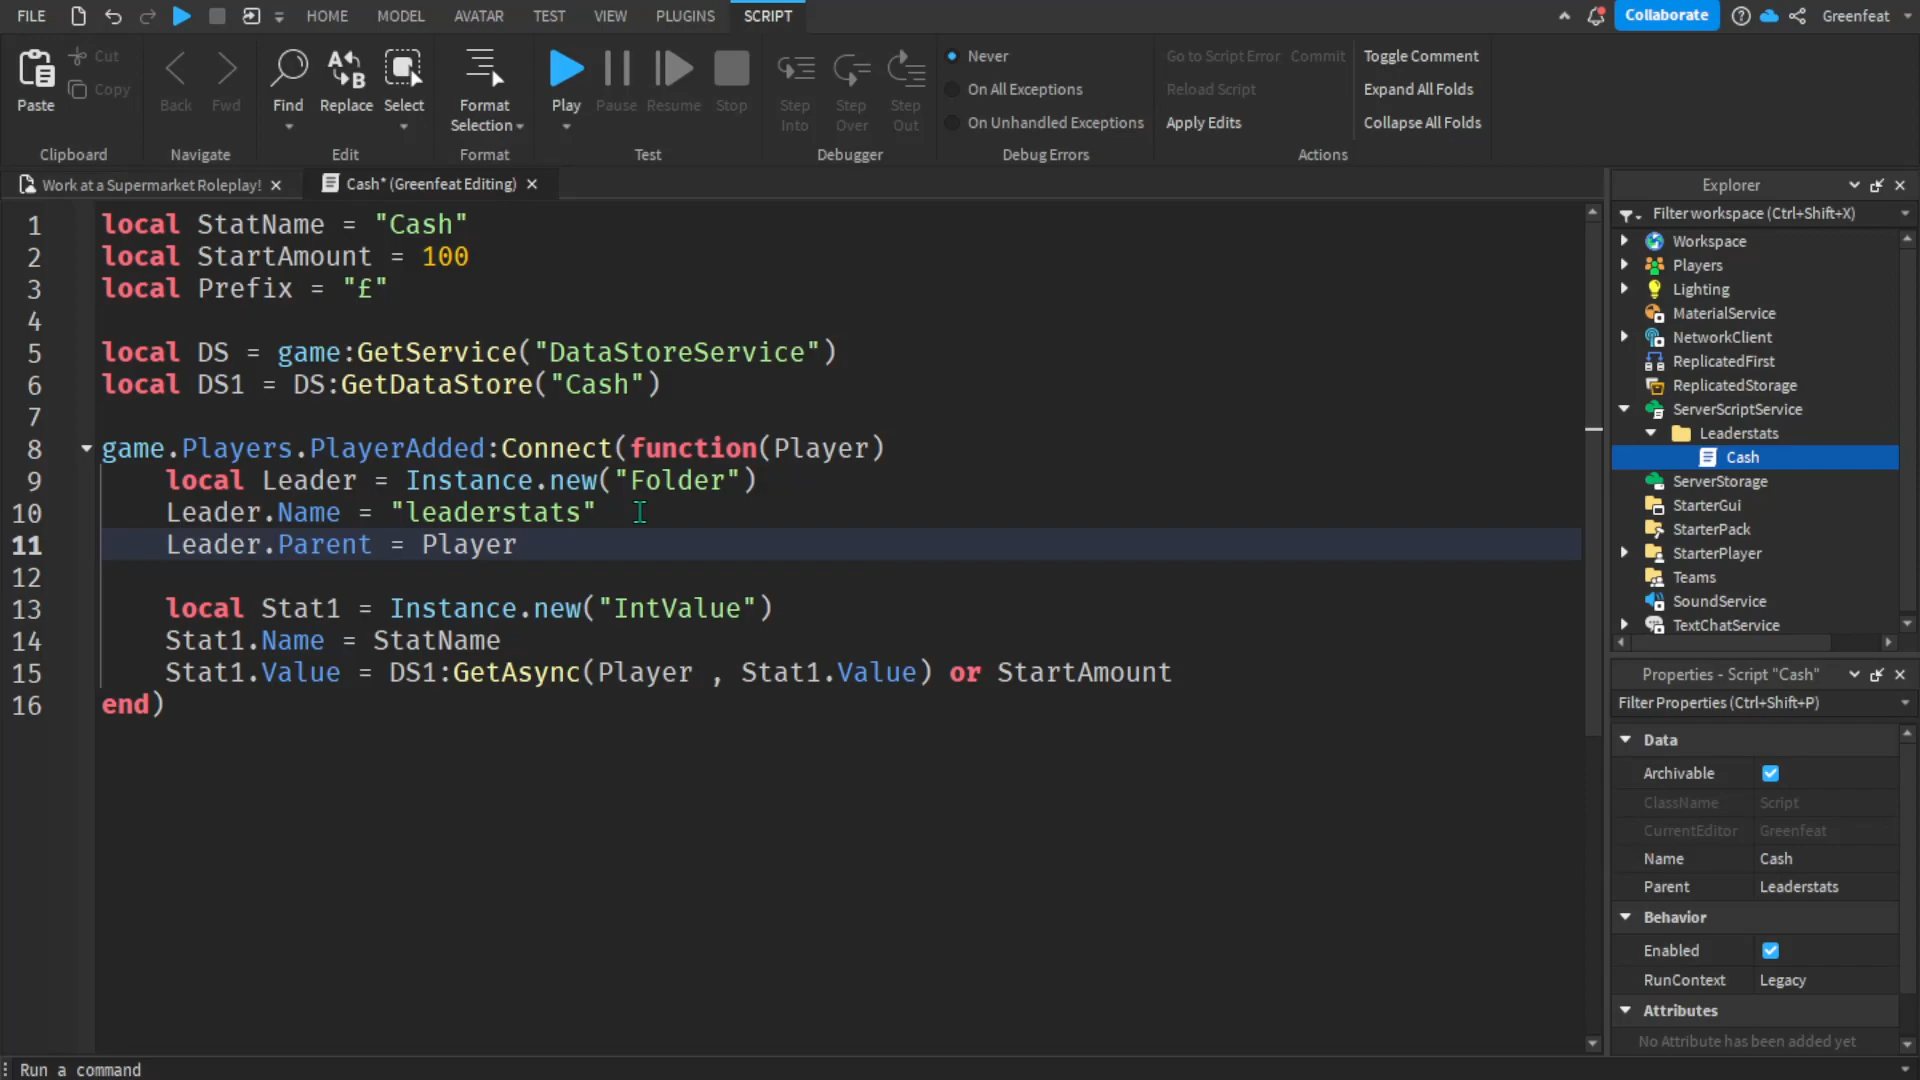 FILE HOME MODEL AVATAR TEST VIEW PLUGINS SCRIPT Collaborate Greenfeat
Paste Cut Copy Back Fwd Find Replace Select Format Selection Play Pause Resume Stop Step Into Step Over Step Out
Never
On All Exceptions
On Unhandled Exceptions
Go to Script Error Commit
Reload Script
Apply Edits
Toggle Comment
Expand All Folds
Collapse All Folds
Clipboard Navigate Edit Format Test Debugger Debug Errors Actions
Work at a Supermarket Roleplay! Cash* (Greenfeat Editing)
1 local StatName = "Cash"
2 local StartAmount = 100
3 local Prefix = "£"
4
5 local DS = game:GetService("DataStoreService")
6 local DS1 = DS:GetDataStore("Cash")
7
8 game.Players.PlayerAdded:Connect(function(Player)
9 local Leader = Instance.new("Folder")
10 Leader.Name = "leaderstats"
11 Leader.Parent = Player
12
13 local Stat1 = Instance.new("IntValue")
14 Stat1.Name = StatName
15 Stat1.Value = DS1:GetAsync(Player , Stat1.Value) or StartAmount
16 end)
Explorer
Filter workspace (Ctrl+Shift+X)
Workspace
Players
Lighting
MaterialService
NetworkClient
ReplicatedFirst
ReplicatedStorage
ServerScriptService
Leaderstats
Cash
ServerStorage
StarterGui
StarterPack
StarterPlayer
Teams
SoundService
TextChatService
Properties - Script "Cash"
Filter Properties (Ctrl+Shift+P)
Data
Archivable
ClassName Script
CurrentEditor Greenfeat
Name Cash
Parent Leaderstats
Behavior
Enabled
RunContext Legacy
Attributes
No Attribute has been added yet
Run a command